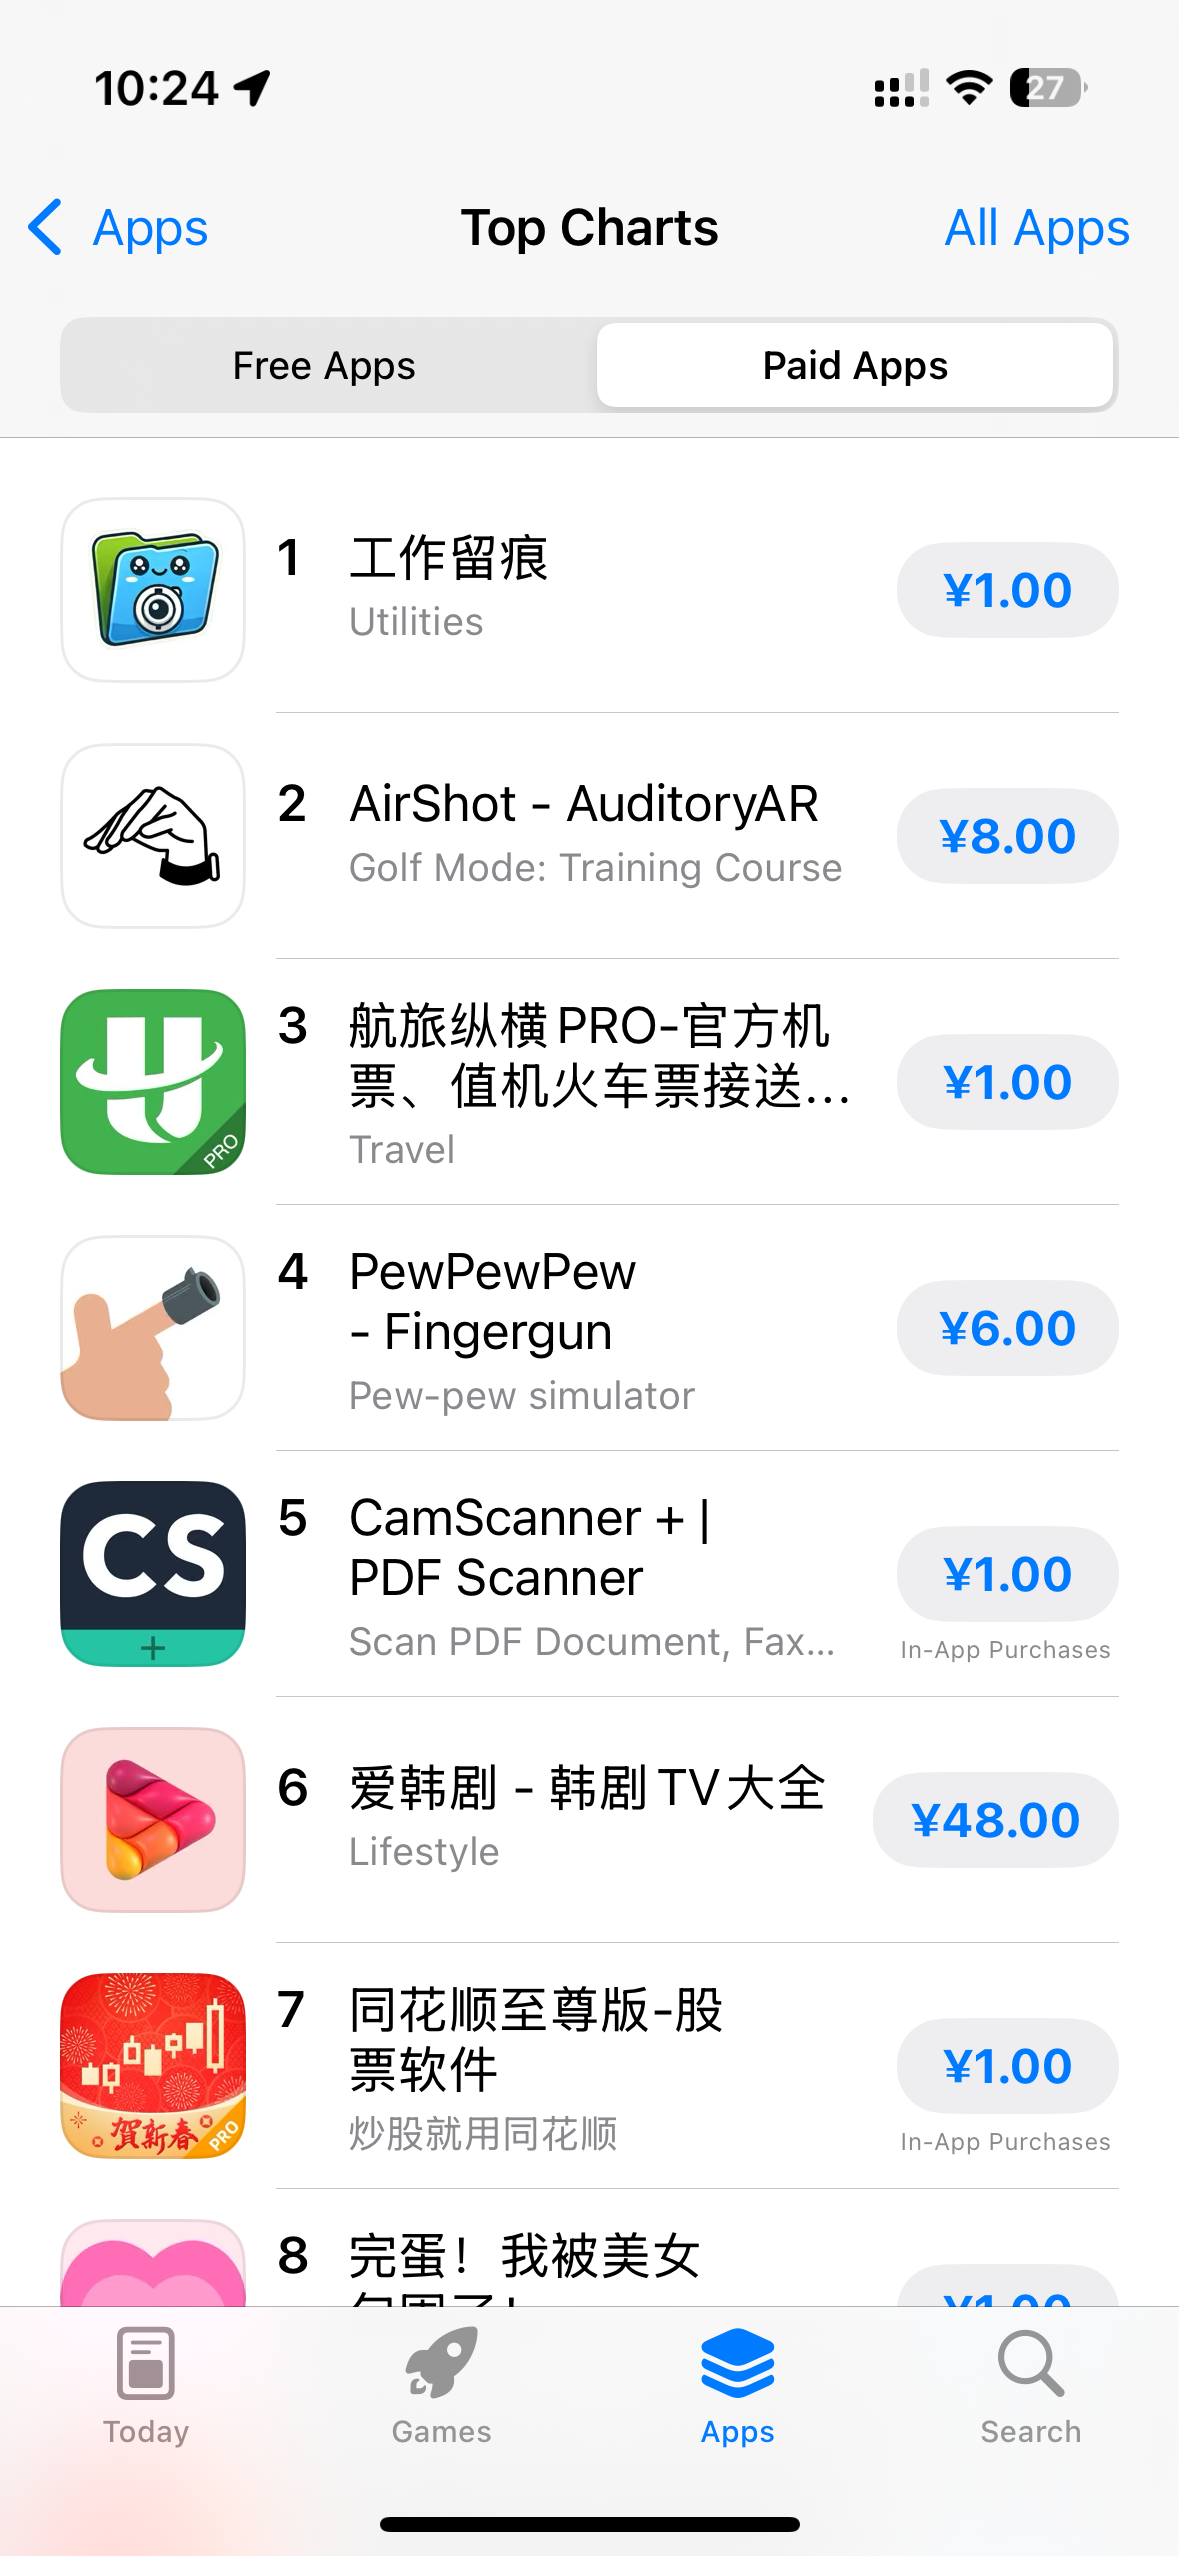 10:24
27
Apps
Top Charts
All Apps
Free Apps
Paid Apps
1
工作留痕
Utilities
¥1.00
2
AirShot - AuditoryAR
Golf Mode: Training Course
¥8.00
PRO
3
航旅纵横PRO-官方机
票、值机火车票接送...
Travel
¥1.00
4
PewPewPew
- Fingergun
Pew-pew simulator
¥6.00
CS
+
5
CamScanner + |
PDF Scanner
Scan PDF Document, Fax...
¥1.00
In-App Purchases
6
爱韩剧 - 韩剧TV大全
Lifestyle
¥48.00
賀新春
PRO
7
同花顺至尊版-股
票软件
炒股就用同花顺
¥1.00
In-App Purchases
8
完蛋！我被美女
¥1.00
Today
Games
Apps
Search